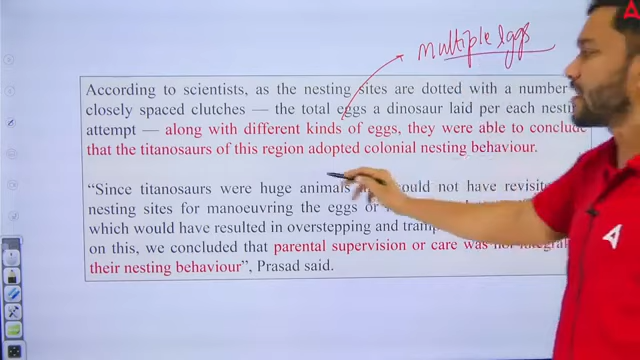 multiple eggs
According to scientists, as the nesting sites are dotted with a number
closely spaced clutches — the total eggs a dinosaur laid per each
attempt — along with different kinds of eggs, they were able to conclude
that the titanosaurs of this region adopted colonial nesting behaviour.
"Since titanosaurs were huge animals could not have
nesting sites for manoeuvring the eggs or
which would have resulted in overstepping and
on this, we concluded that parental supervision or care was not
their nesting behaviour", Prasad said.